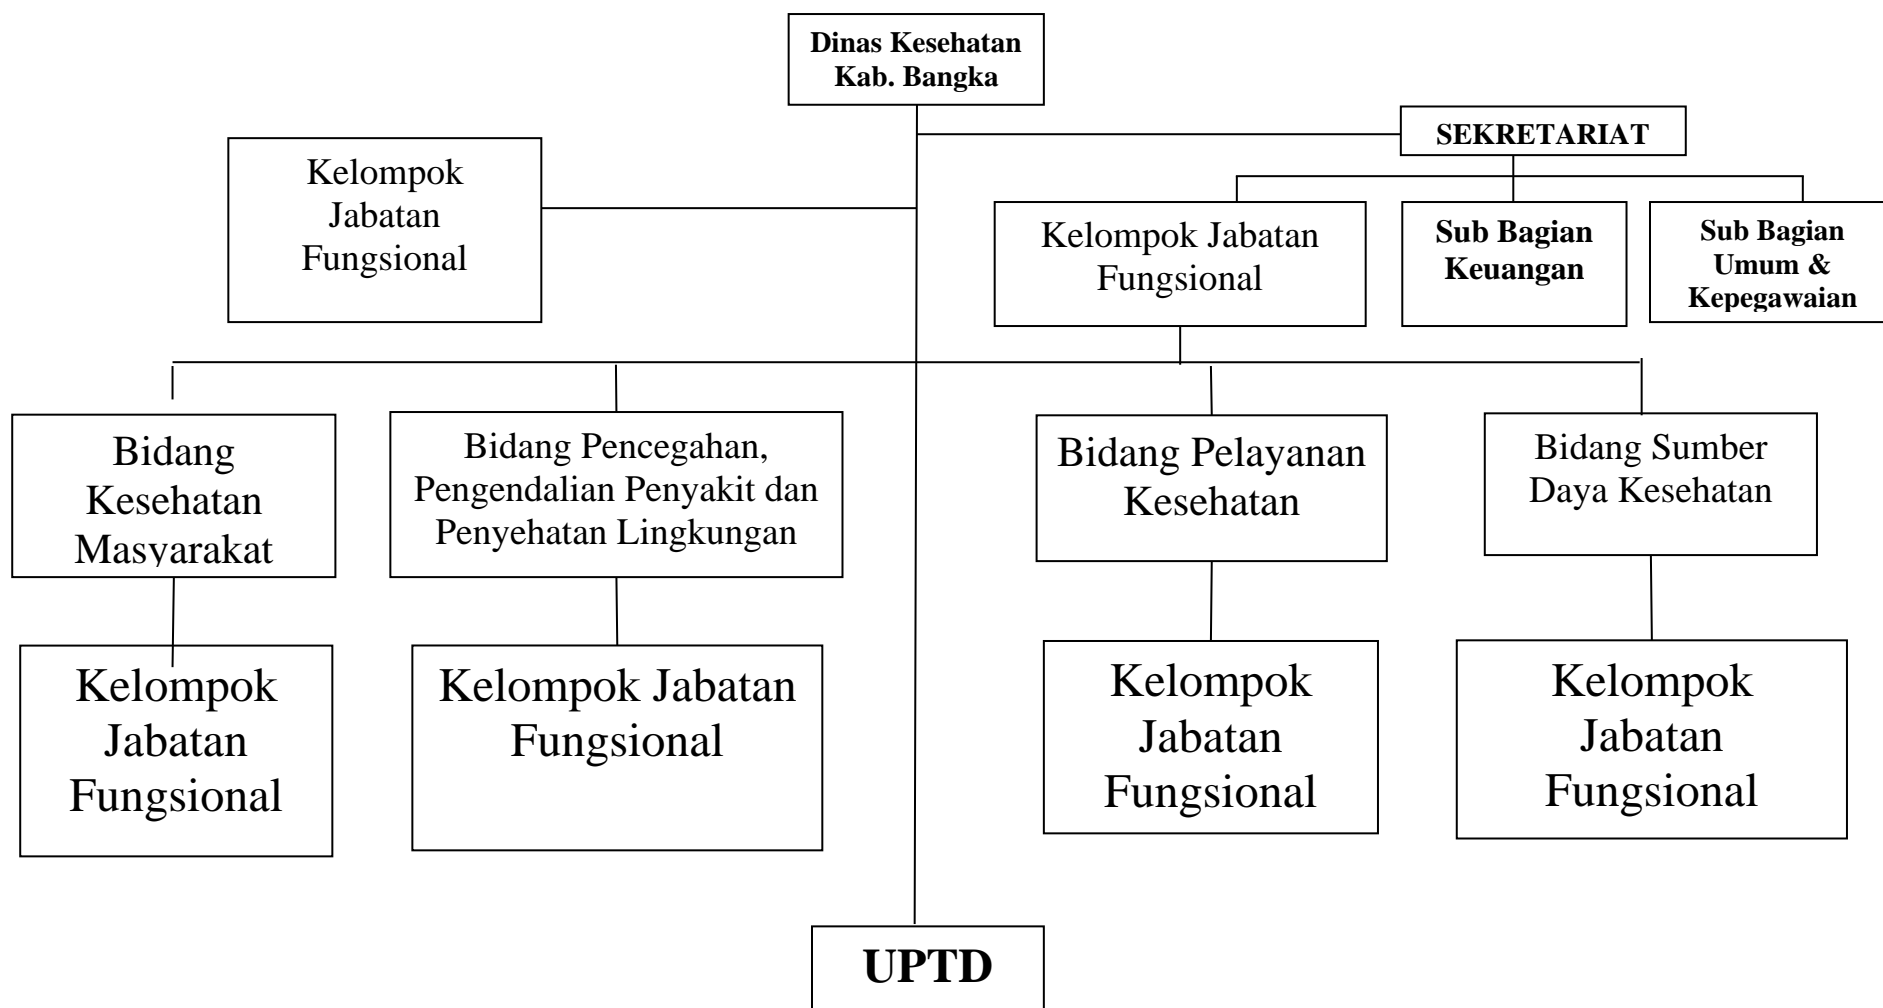 Dinas Kesehatan
Kab. Bangka
SEKRETARIAT
Kelompok
Jabatan
Fungsional
Kelompok Jabatan
Fungsional
Sub Bagian
Keuangan
Sub Bagian
Umum &
Kepegawaian
Bidang
Kesehatan
Masyarakat
Bidang Pencegahan,
Pengendalian Penyakit dan
Penyehatan Lingkungan
Bidang Pelayanan
Kesehatan
Bidang Sumber
Daya Kesehatan
Kelompok
Jabatan
Fungsional
Kelompok Jabatan
Fungsional
Kelompok
Jabatan
Fungsional
Kelompok
Jabatan
Fungsional
UPTD